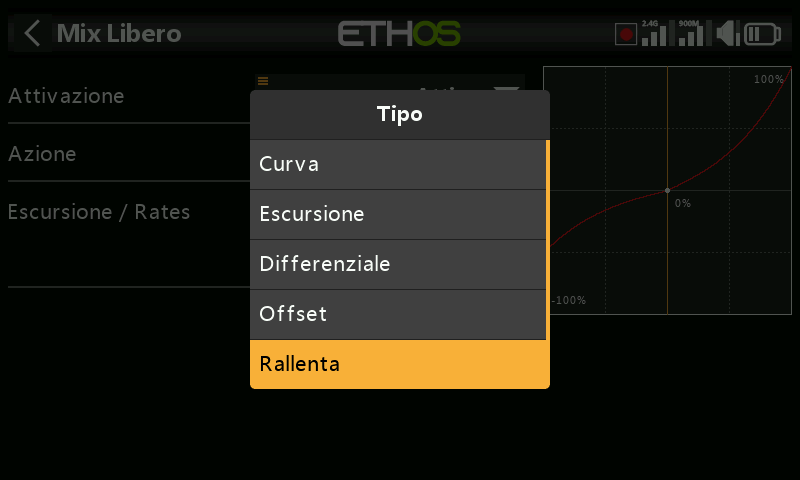 Mix Libero
ETHOS
2.4G
900M
Attivazione
Azione
Escursione / Rates
Tipo
Curva
Escursione
Differenziale
Offset
Rallenta
100%
0%
-100%